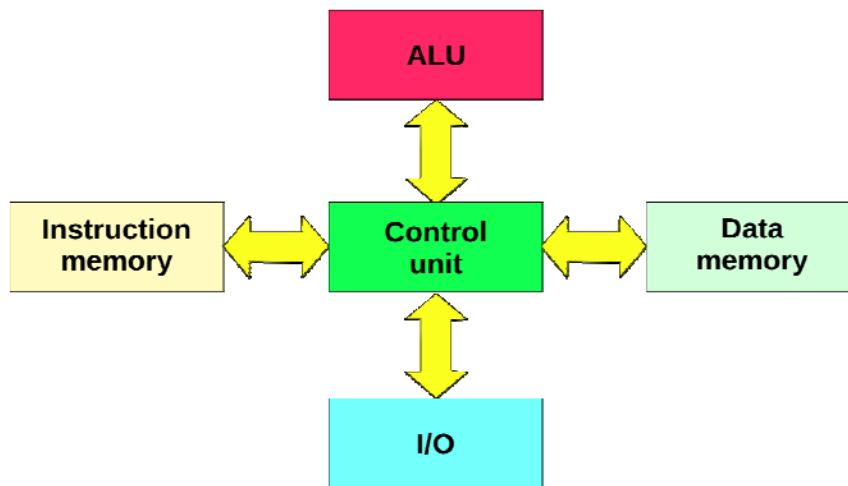 ALU
Instruction
memory
Control
unit
Data
memory
I/O